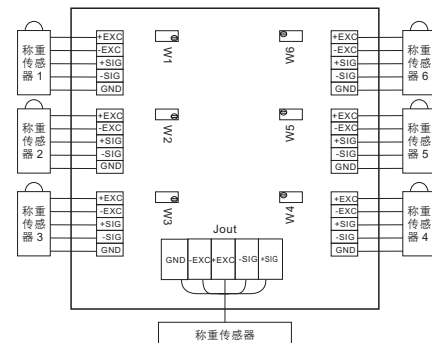 称重
传感
器 1
+EXC
-EXC
+SIG
-SIG
GND
W1
W6
+EXC
-EXC
+SIG
-SIG
GND
称重
传感
器 6
称重
传感
器 2
+EXC
-EXC
+SIG
-SIG
GND
W2
W5
+EXC
-EXC
+SIG
-SIG
GND
称重
传感
器 5
称重
传感
器 3
+EXC
-EXC
+SIG
-SIG
GND
W3
W4
+EXC
-EXC
+SIG
-SIG
GND
称重
传感
器 4
Jout
GND -EXC +EXC -SIG +SIG
称重传感器